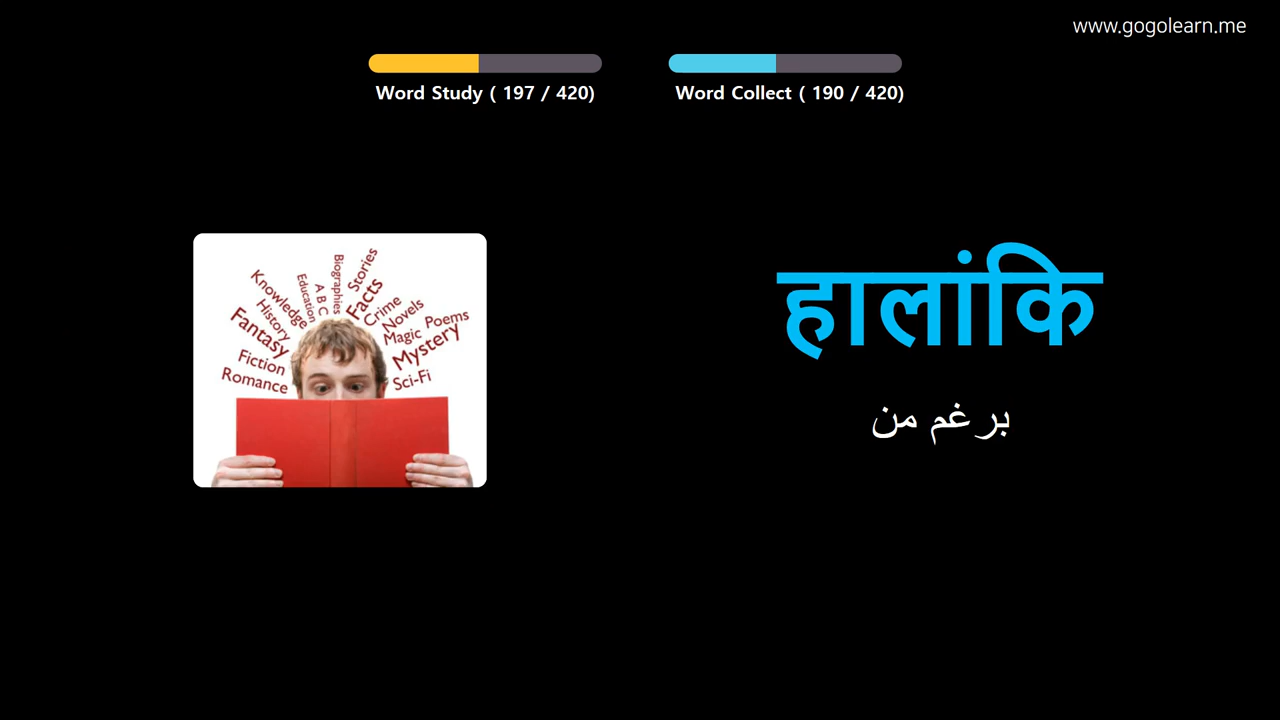 www.gogolearn.me
Word Study ( 197 / 420)
Word Collect ( 190 / 420)
Knowledge
History
Fantasy
Fiction
Romance
Education
A B C
Biographies
Stories
Facts
Crime
Novels
Magic
Poems
Mystery
Sci-Fi
हालांकि
برغم من